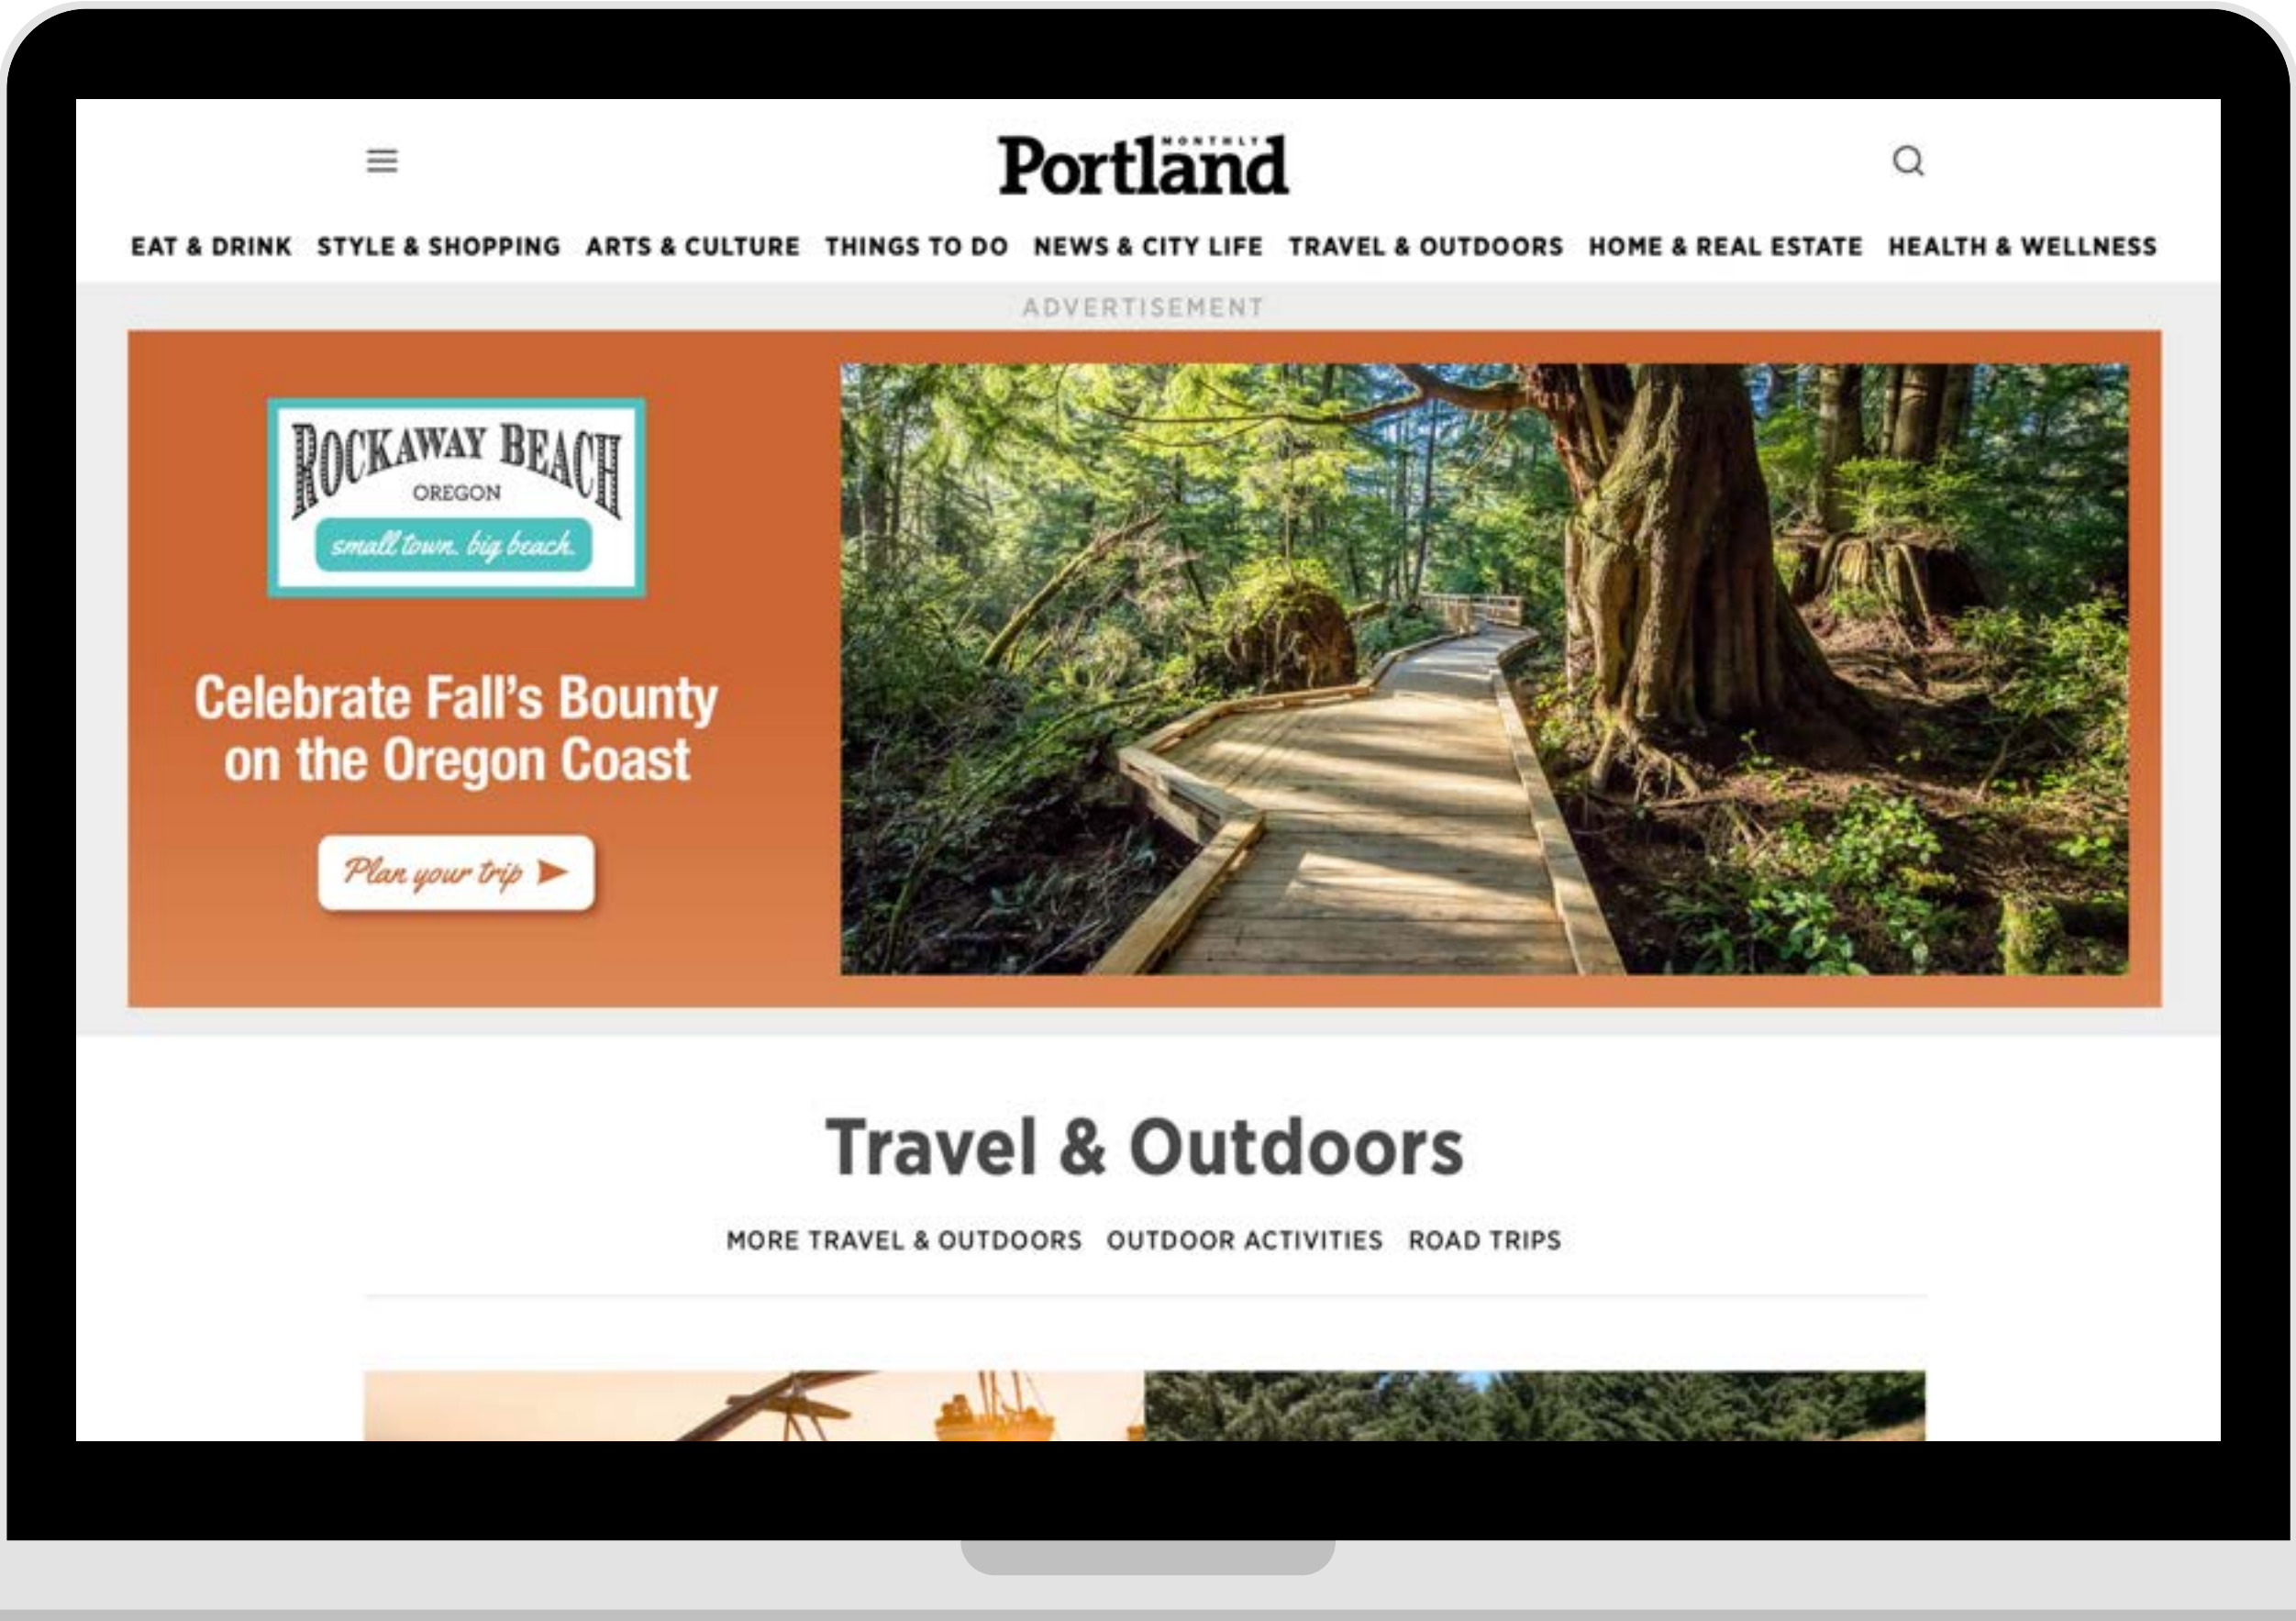 MONTHLY
Portland
EAT & DRINK STYLE & SHOPPING ARTS & CULTURE THINGS TO DO NEWS & CITY LIFE TRAVEL & OUTDOORS HOME & REAL ESTATE HEALTH & WELLNESS
ADVERTISEMENT
ROCKAWAY BEACH
OREGON
small town. big beach.
Celebrate Fall’s Bounty
on the Oregon Coast
Plan your trip
Travel & Outdoors
MORE TRAVEL & OUTDOORS OUTDOOR ACTIVITIES ROAD TRIPS